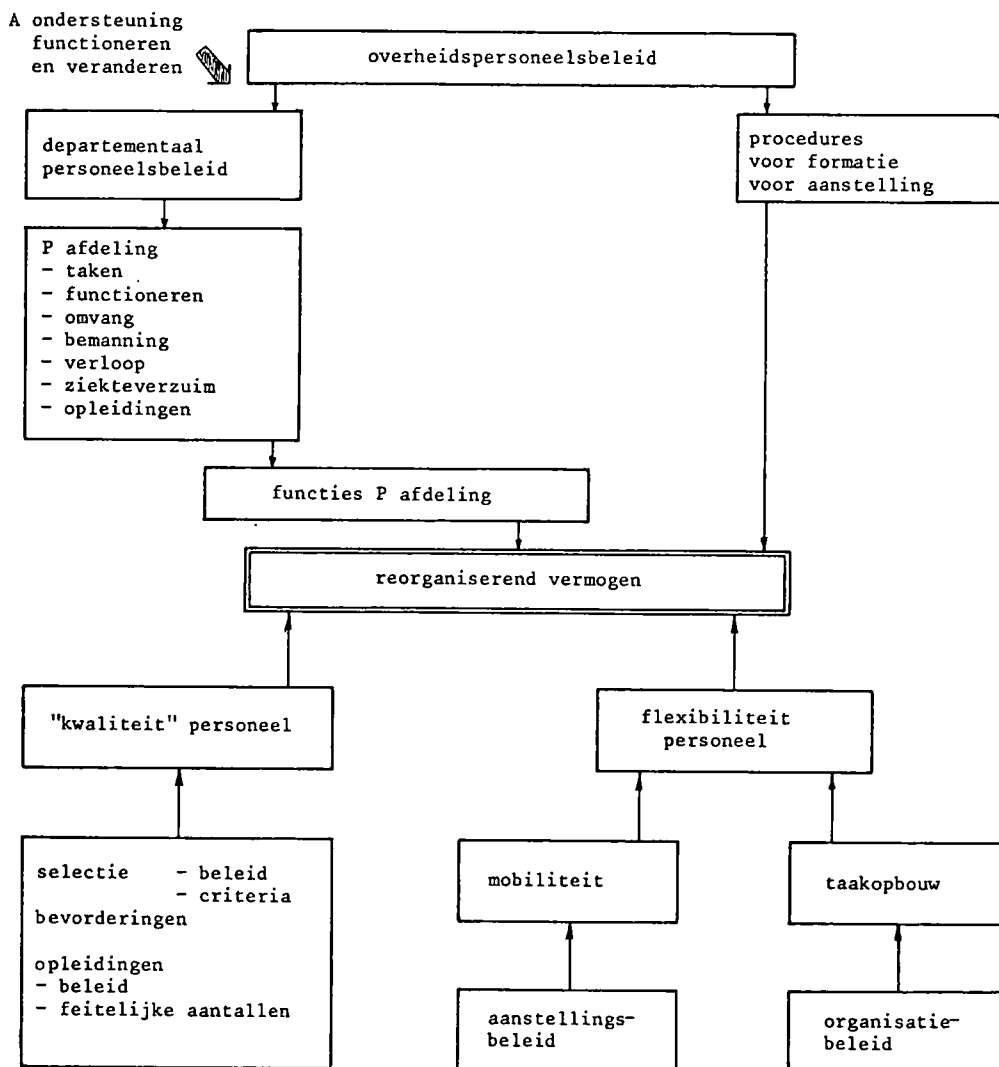 A ondersteuning
functioneren
en veranderen
overheidspersoneelsbeleid
departementaal
personeelsbeleid
procedures
voor formatie
voor aanstelling
P afdeling
- taken
- functioneren
- omvang
- bemanning
- verloop
- ziekteverzuim
- opleidingen
functies P afdeling
reorganiserend vermogen
"kwaliteit" personeel
flexibiliteit
personeel
selectie - beleid
- criteria
bevorderingen
opleidingen
- beleid
- feitelijke aantallen
mobiliteit
taakopbouw
aanstellings-
beleid
organisatie-
beleid